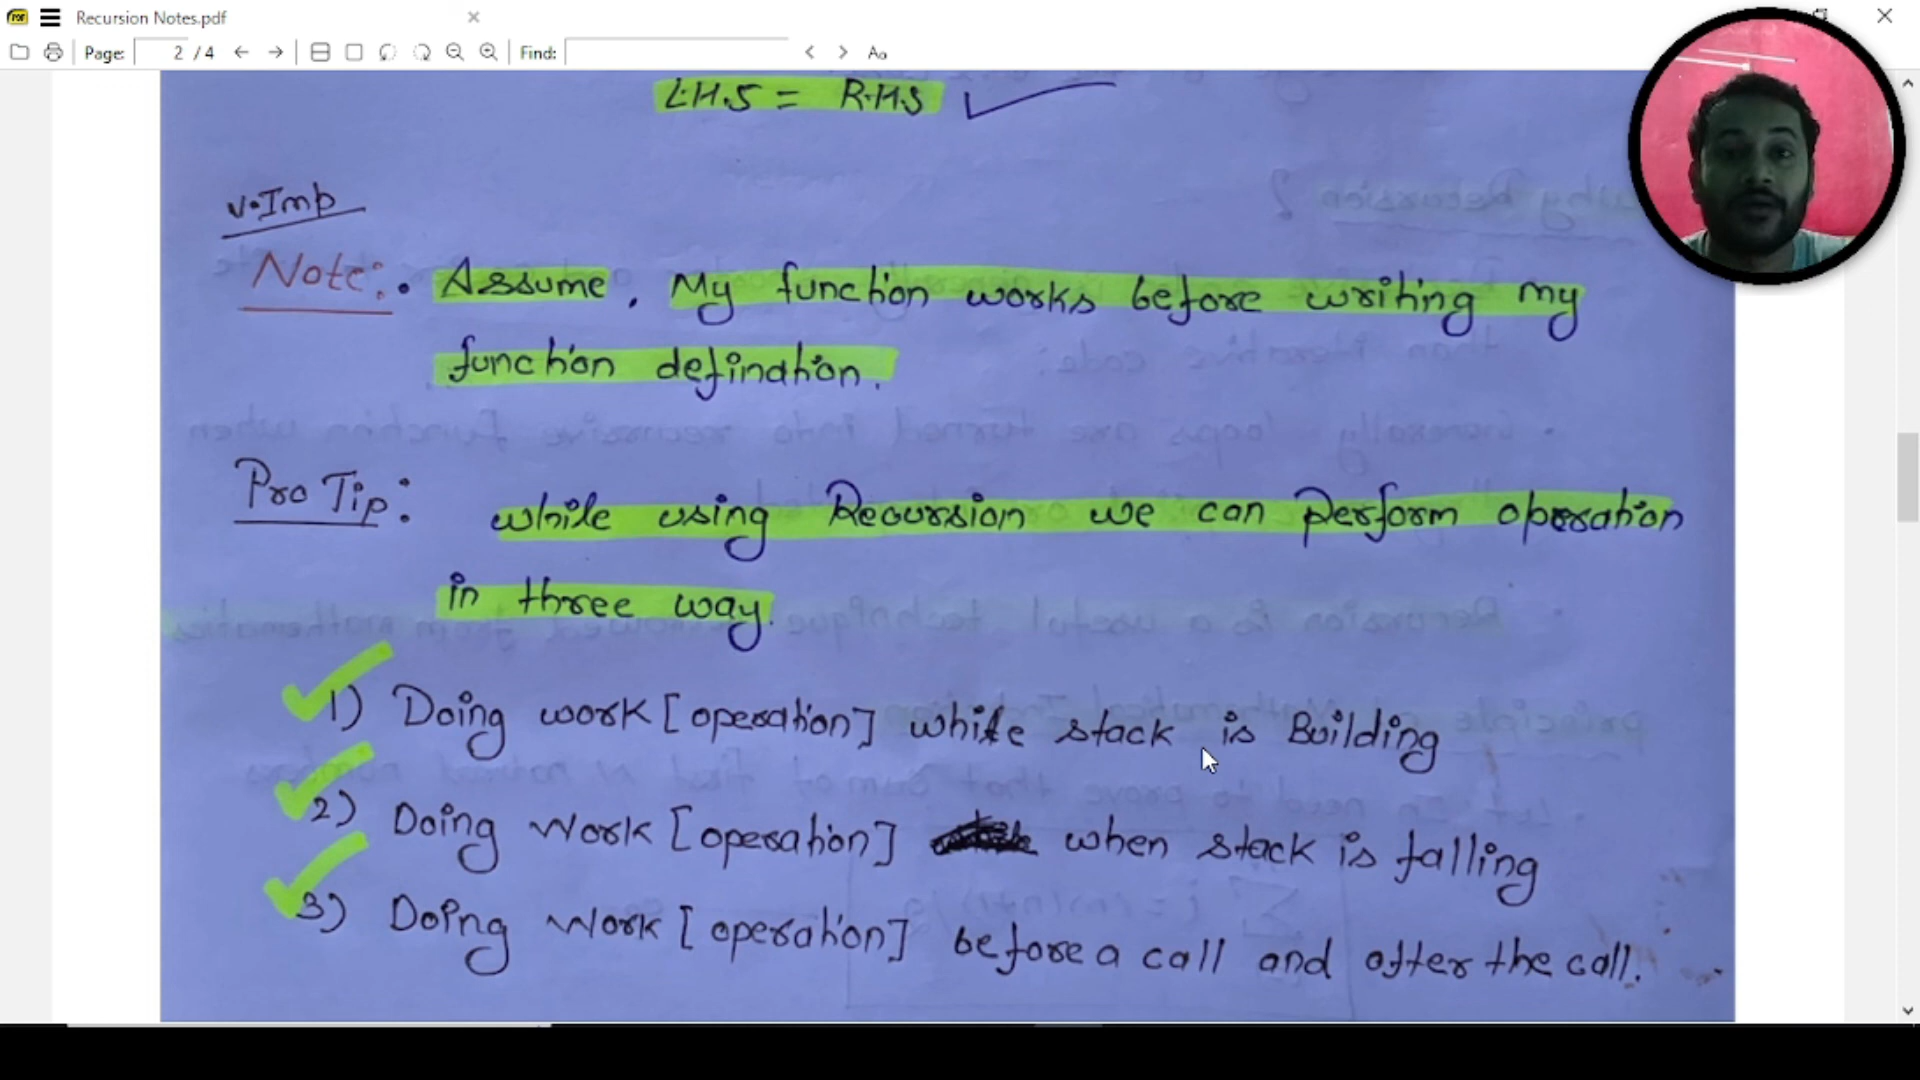 Recursion Notes.pdf
Page: 2 / 4 Find: Aa
L.H.S = R.H.S
V.Imp
Note: . Assume, My function works before writing my
function defination.
Pro Tip: while using Recursion we can perform operation
in three way.
1) Doing work [operation] while stack is Building
2) Doing work [operation] when stack is falling
3) Doing work [operation] before a call and after the call.